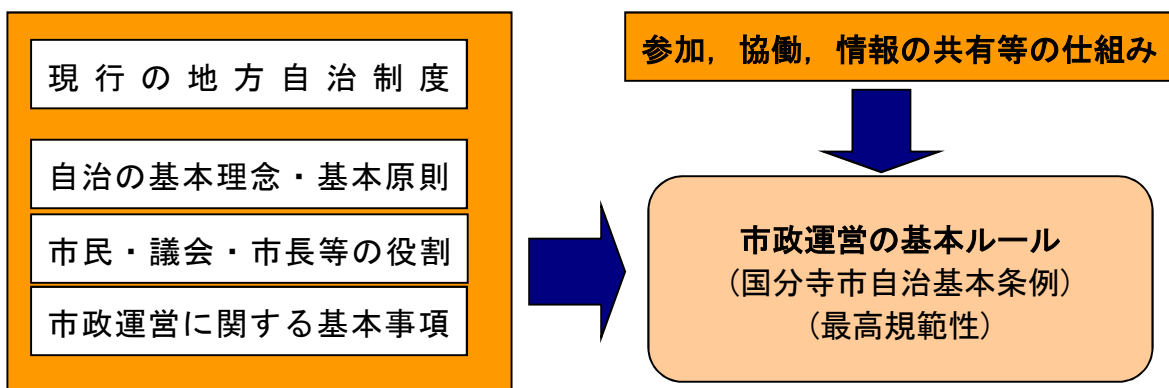 現行の地方自治制度
自治の基本理念・基本原則
市民・議会・市長等の役割
市政運営に関する基本事項
参加，協働，情報の共有等の仕組み
市政運営の基本ルール
（国分寺市自治基本条例）
（最高規範性）